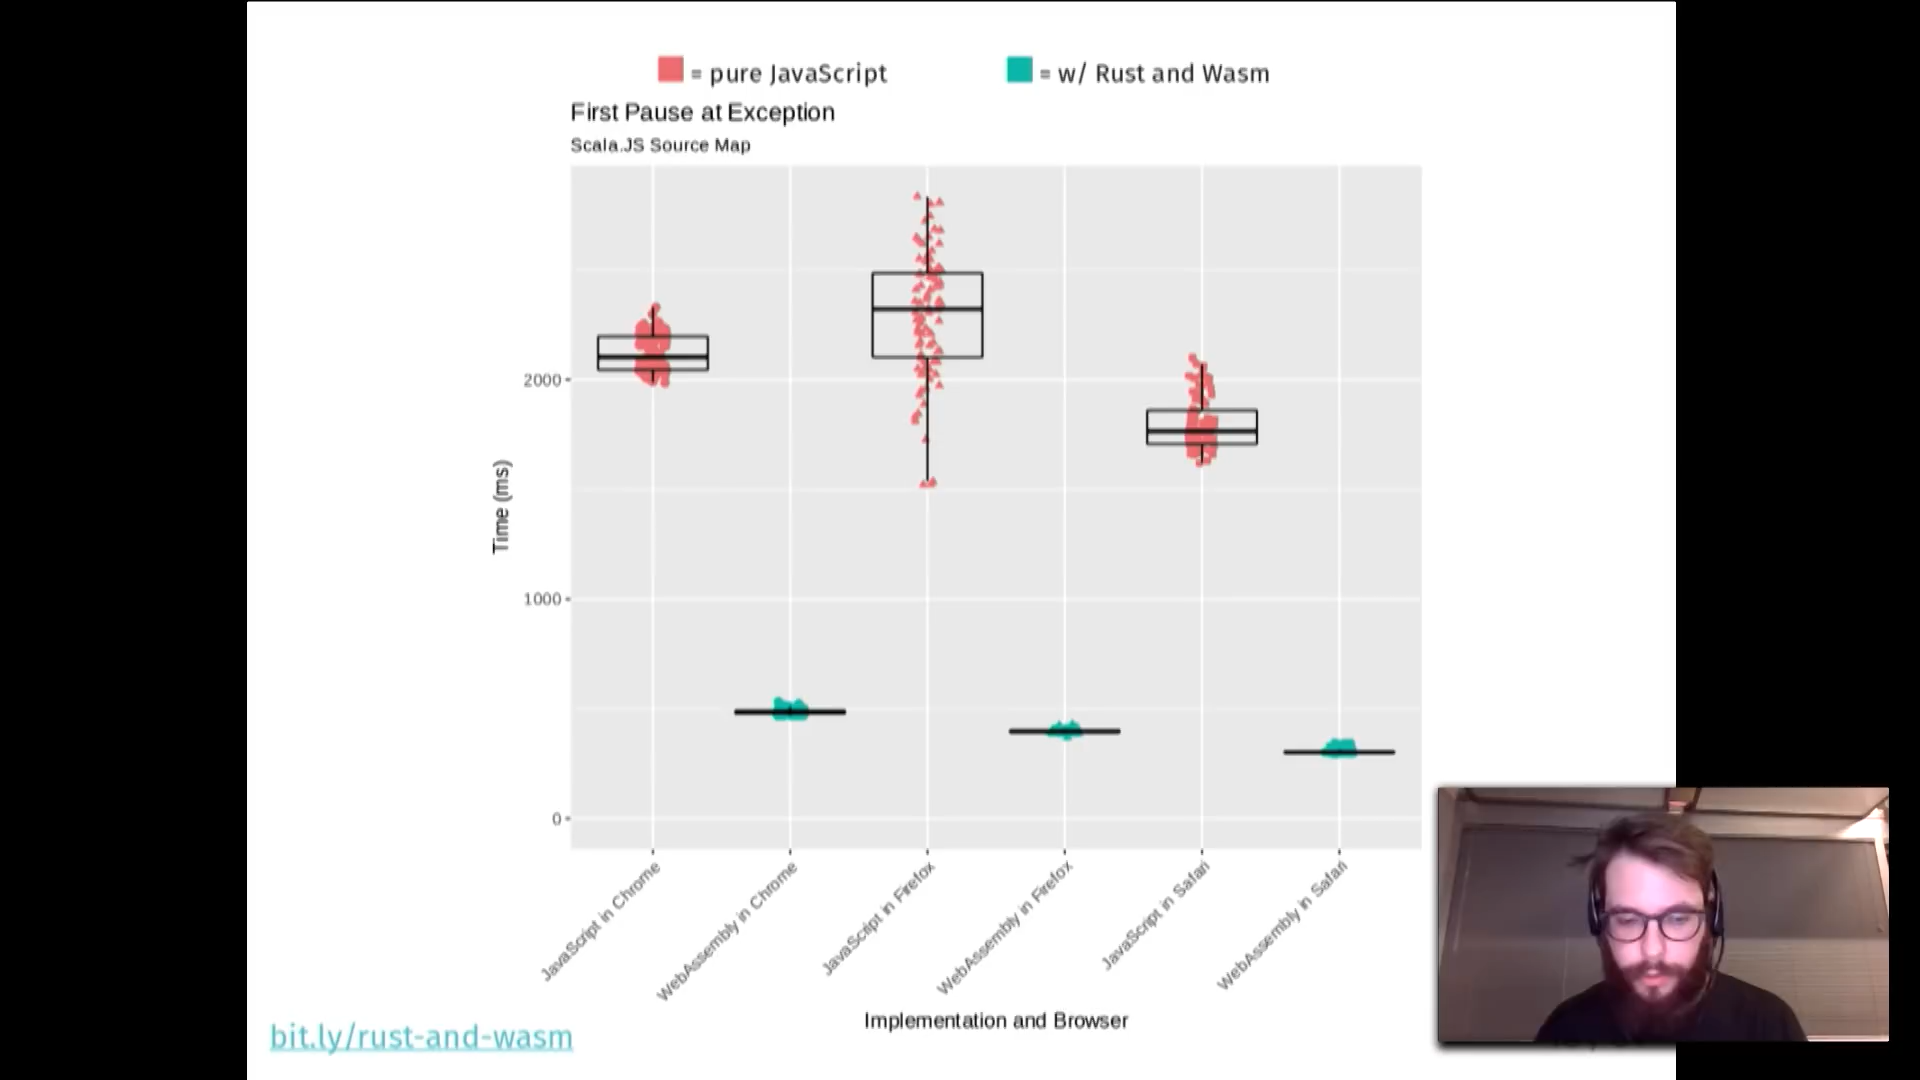 = pure JavaScript
= w/ Rust and Wasm
First Pause at Exception
Scala.JS Source Map
Time (ms)
2000
1000
0
JavaScript in Chrome
WebAssembly in Chrome
JavaScript in Firefox
WebAssembly in Firefox
JavaScript in Safari
WebAssembly in Safari
Implementation and Browser
bit.ly/rust-and-wasm